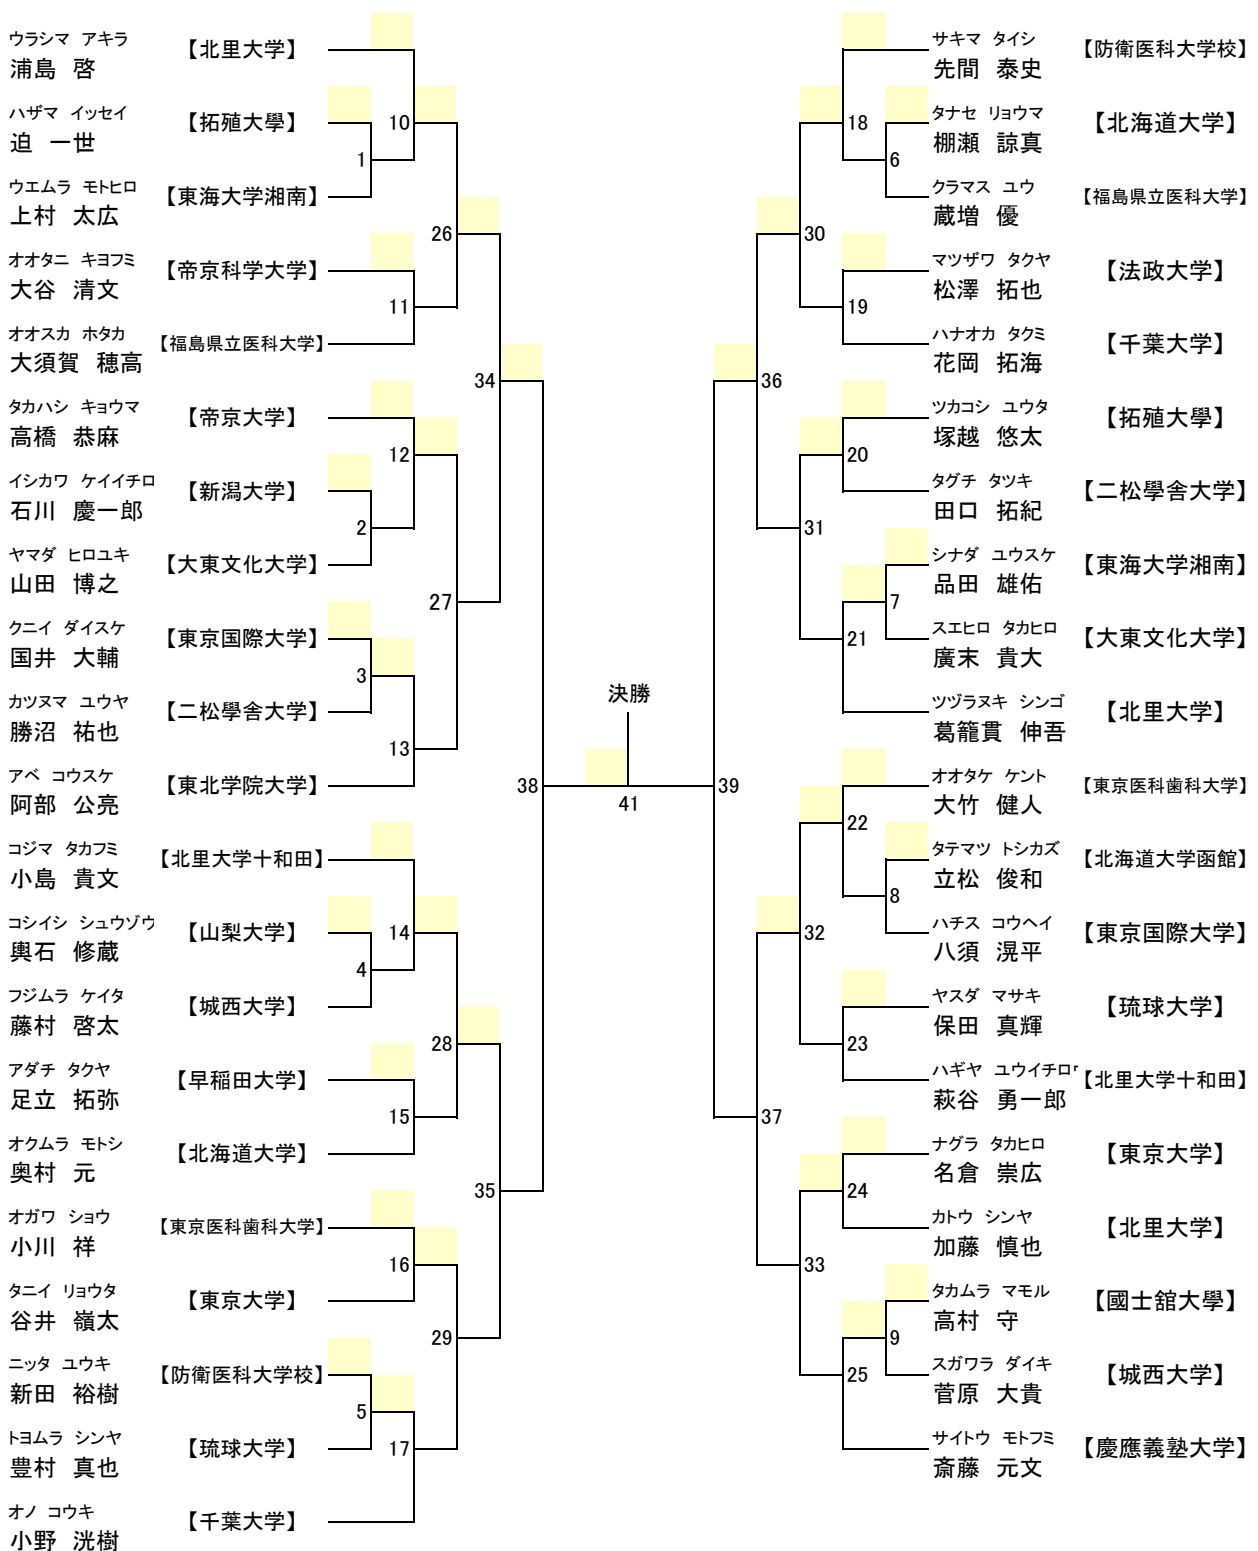 ウラシマ アキラ
浦島 啓 【北里大学】
ハザマ イッセイ
迫 一世 【拓殖大學】
10
1
ウエムラ モトヒロ
上村 太広 【東海大学湘南】
26
オオタニ キヨフミ
大谷 清文 【帝京科学大学】
11
オオスカ ホタカ
大須賀 穂高 【福島県立医科大学】
34
タカハシ キョウマ
高橋 恭麻 【帝京大学】
12
イシカワ ケイイチロ
石川 慶一郎 【新潟大学】
2
ヤマダ ヒロユキ
山田 博之 【大東文化大学】
27
クニイ ダイスケ
国井 大輔 【東京国際大学】
3
カツヌマ ユウヤ
勝沼 祐也 【二松學舎大学】
13
アベ コウスケ
阿部 公亮 【東北学院大学】
38
コジマ タカフミ
小島 貴文 【北里大学十和田】
コシイシ シュウゾウ
輿石 修蔵 【山梨大学】
14
4
フジムラ ケイタ
藤村 啓太 【城西大学】
28
アダチ タクヤ
足立 拓弥 【早稲田大学】
15
オクムラ モトシ
奥村 元 【北海道大学】
35
オガワ ショウ
小川 祥 【東京医科歯科大学】
16
タニイ リョウタ
谷井 嶺太 【東京大学】
29
ニッタ ユウキ
新田 裕樹 【防衛医科大学校】
5
トヨムラ シンヤ
豊村 真也 【琉球大学】
17
オノ コウキ
小野 洸樹 【千葉大学】
決勝
41
サキマ タイシ
先間 泰史 【防衛医科大学校】
18
タナセ リョウマ
棚瀬 諒真 【北海道大学】
6
クラマス ユウ
蔵増 優 【福島県立医科大学】
30
マツザワ タクヤ
松澤 拓也 【法政大学】
19
ハナオカ タクミ
花岡 拓海 【千葉大学】
36
ツカコシ ユウタ
塚越 悠太 【拓殖大學】
20
タグチ タツキ
田口 拓紀 【二松學舎大学】
31
シナダ ユウスケ
品田 雄佑 【東海大学湘南】
7
スエヒロ タカヒロ
廣末 貴大 【大東文化大学】
21
ツヅラヌキ シンゴ
葛籠貫 伸吾 【北里大学】
39
オオタケ ケント
大竹 健人 【東京医科歯科大学】
22
タテマツ トシカズ
立松 俊和 【北海道大学函館】
8
ハチス コウヘイ
八須 滉平 【東京国際大学】
32
ヤスダ マサキ
保田 真輝 【琉球大学】
23
ハギヤ ユウイチロ
萩谷 勇一郎 【北里大学十和田】
37
ナグラ タカヒロ
名倉 崇広 【東京大学】
24
カトウ シンヤ
加藤 慎也 【北里大学】
33
タカムラ マモル
高村 守 【國士舘大學】
9
スガワラ ダイキ
菅原 大貴 【城西大学】
25
サイトウ モトフミ
斎藤 元文 【慶應義塾大学】